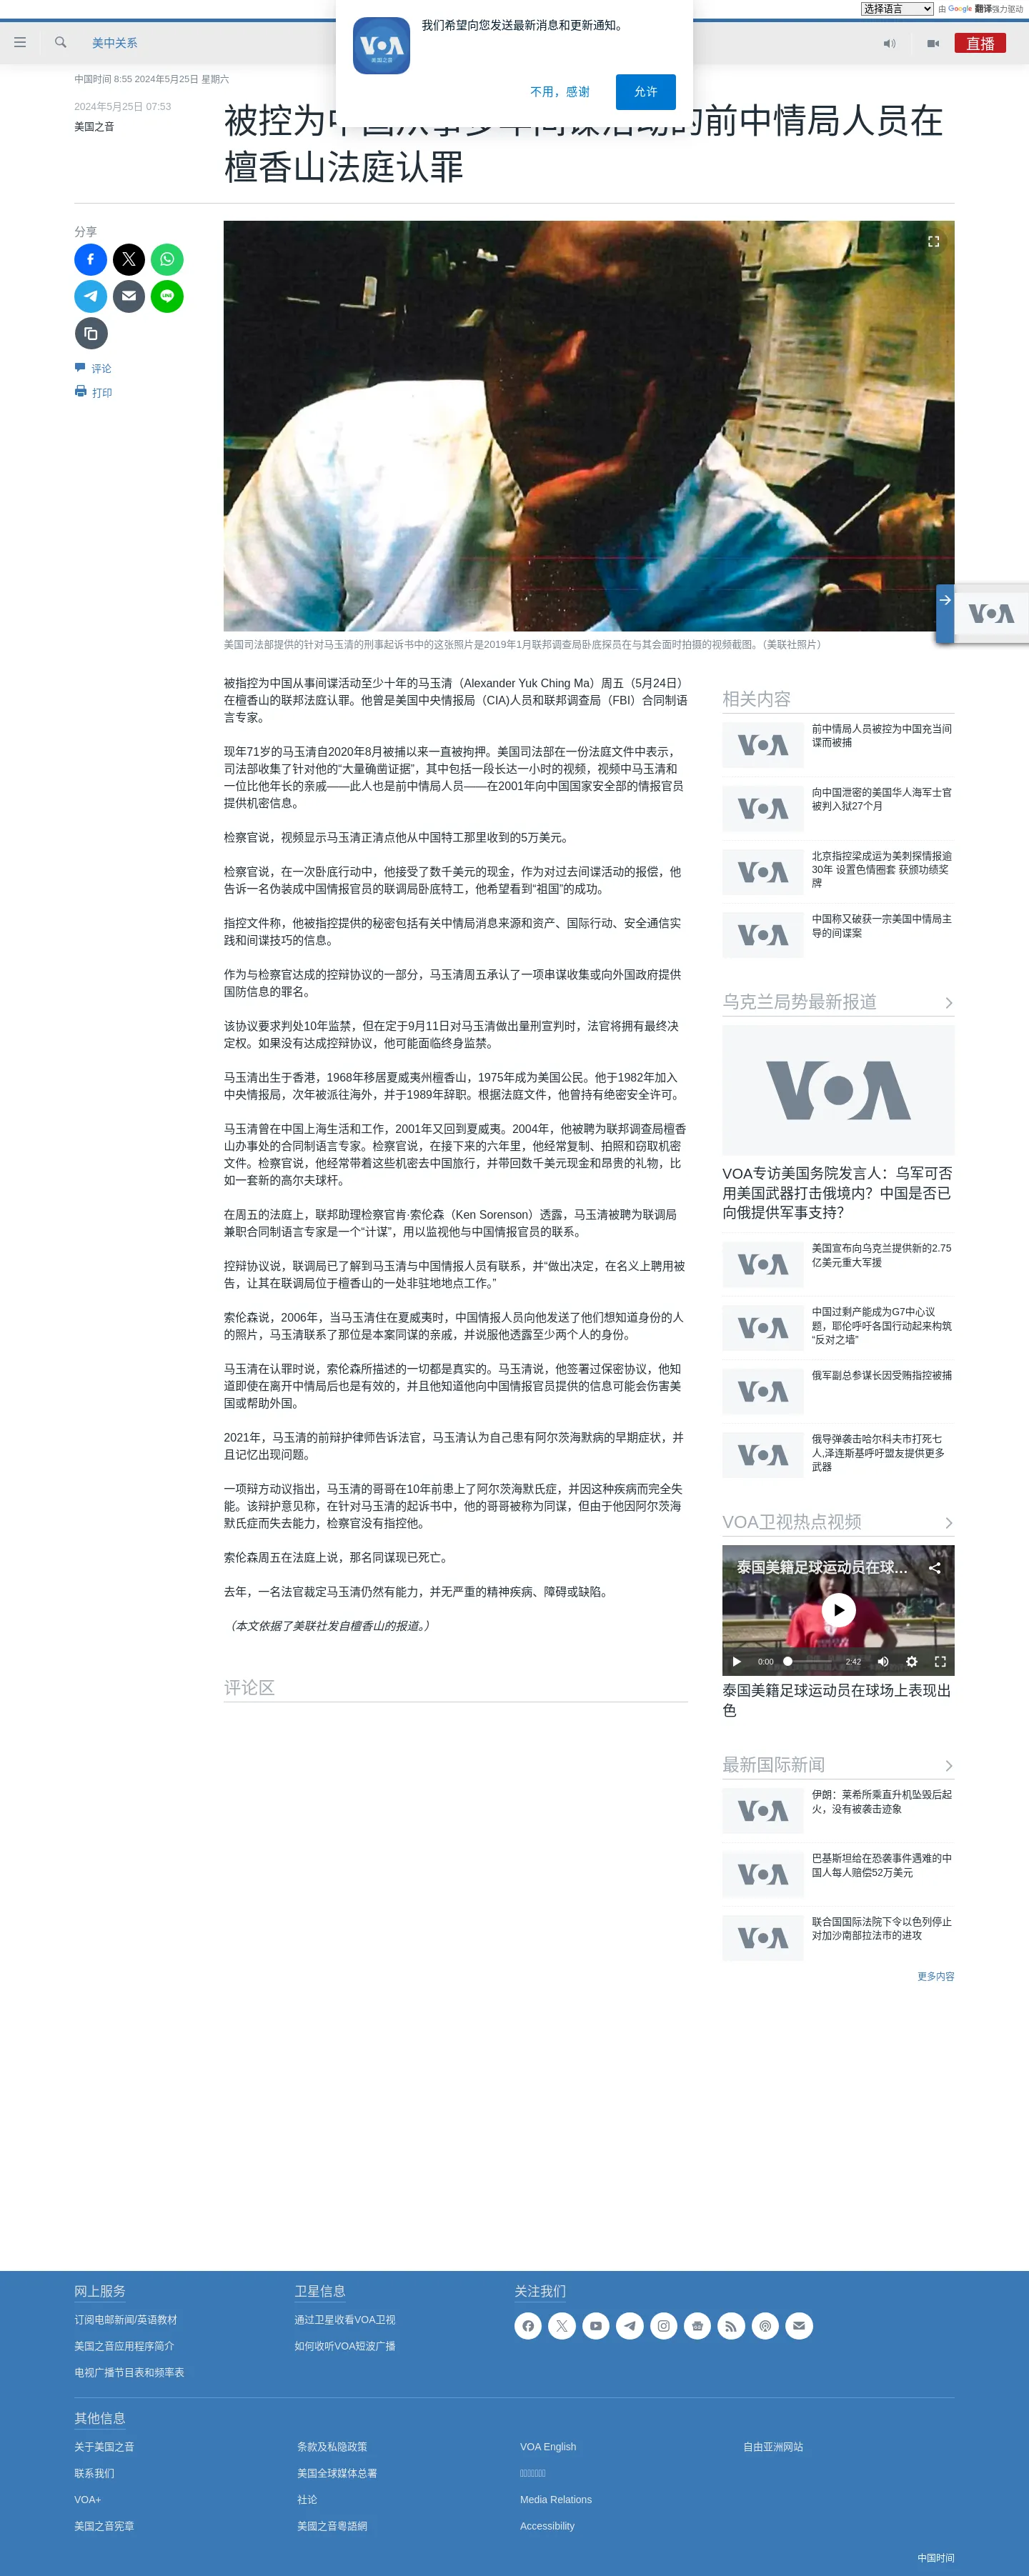 选择语言 由 Google 翻译强力驱动
美中关系
直播
VOA
美国之音
我们希望向您发送最新消息和更新通知。
不用，感谢
允许
中国时间 8:55 2024年5月25日 星期六
2024年5月25日 07:53
美国之音
的前中情局人员在
檀香山法庭认罪
分享
评论
打印
美国司法部提供的针对马玉清的刑事起诉书中的这张照片是2019年1月联邦调查局卧底探员在与其会面时拍摄的视频截图。（美联社照片）
VOA
被指控为中国从事间谍活动至少十年的马玉清（Alexander Yuk Ching Ma）周五（5月24日）
在檀香山的联邦法庭认罪。他曾是美国中央情报局（CIA)人员和联邦调查局（FBI）合同制语
言专家。
现年71岁的马玉清自2020年8月被捕以来一直被拘押。美国司法部在一份法庭文件中表示，
司法部收集了针对他的“大量确凿证据”，其中包括一段长达一小时的视频，视频中马玉清和
一位比他年长的亲戚——此人也是前中情局人员——在2001年向中国国家安全部的情报官员
提供机密信息。
检察官说，视频显示马玉清正清点他从中国特工那里收到的5万美元。
检察官说，在一次卧底行动中，他接受了数千美元的现金，作为对过去间谍活动的报偿，他
告诉一名伪装成中国情报官员的联调局卧底特工，他希望看到“祖国”的成功。
指控文件称，他被指控提供的秘密包括有关中情局消息来源和资产、国际行动、安全通信实
践和间谍技巧的信息。
作为与检察官达成的控辩协议的一部分，马玉清周五承认了一项串谋收集或向外国政府提供
国防信息的罪名。
该协议要求判处10年监禁，但在定于9月11日对马玉清做出量刑宣判时，法官将拥有最终决
定权。如果没有达成控辩协议，他可能面临终身监禁。
马玉清出生于香港，1968年移居夏威夷州檀香山，1975年成为美国公民。他于1982年加入
中央情报局，次年被派往海外，并于1989年辞职。根据法庭文件，他曾持有绝密安全许可。
马玉清曾在中国上海生活和工作，2001年又回到夏威夷。2004年，他被聘为联邦调查局檀香
山办事处的合同制语言专家。检察官说，在接下来的六年里，他经常复制、拍照和窃取机密
文件。检察官说，他经常带着这些机密去中国旅行，并带回数千美元现金和昂贵的礼物，比
如一套新的高尔夫球杆。
在周五的法庭上，联邦助理检察官肯·索伦森（Ken Sorenson）透露，马玉清被聘为联调局
兼职合同制语言专家是一个“计谋”，用以监视他与中国情报官员的联系。
控辩协议说，联调局已了解到马玉清与中国情报人员有联系，并“做出决定，在名义上聘用被
告，让其在联调局位于檀香山的一处非驻地地点工作。”
索伦森说，2006年，当马玉清住在夏威夷时，中国情报人员向他发送了他们想知道身份的人
的照片，马玉清联系了那位是本案同谋的亲戚，并说服他透露至少两个人的身份。
马玉清在认罪时说，索伦森所描述的一切都是真实的。马玉清说，他签署过保密协议，他知
道即使在离开中情局后也是有效的，并且他知道他向中国情报官员提供的信息可能会伤害美
国或帮助外国。
2021年，马玉清的前辩护律师告诉法官，马玉清认为自己患有阿尔茨海默病的早期症状，并
且记忆出现问题。
一项辩方动议指出，马玉清的哥哥在10年前患上了阿尔茨海默氏症，并因这种疾病而完全失
能。该辩护意见称，在针对马玉清的起诉书中，他的哥哥被称为同谋，但由于他因阿尔茨海
默氏症而失去能力，检察官没有指控他。
索伦森周五在法庭上说，那名同谋现已死亡。
去年，一名法官裁定马玉清仍然有能力，并无严重的精神疾病、障碍或缺陷。
（本文依据了美联社发自檀香山的报道。）
评论区
相关内容
VOA
前中情局人员被控为中国充当间
谍而被捕
VOA
向中国泄密的美国华人海军士官
被判入狱27个月
VOA
北京指控梁成运为美刺探情报逾
30年 设置色情圈套 获颁功绩奖
牌
VOA
中国称又破获一宗美国中情局主
导的间谍案
乌克兰局势最新报道
VOA
VOA专访美国务院发言人：乌军可否
用美国武器打击俄境内？中国是否已
向俄提供军事支持？
VOA
美国宣布向乌克兰提供新的2.75
亿美元重大军援
VOA
中国过剩产能成为G7中心议
题，耶伦呼吁各国行动起来构筑
“反对之墙”
VOA
俄军副总参谋长因受贿指控被捕
VOA
俄导弹袭击哈尔科夫市打死七
人,泽连斯基呼吁盟友提供更多
武器
VOA卫视热点视频
泰国美籍足球运动员在球...
0:00 2:42
泰国美籍足球运动员在球场上表现出
色
最新国际新闻
VOA
伊朗：莱希所乘直升机坠毁后起
火，没有被袭击迹象
VOA
巴基斯坦给在恐袭事件遇难的中
国人每人赔偿52万美元
VOA
联合国国际法院下令以色列停止
对加沙南部拉法市的进攻
更多内容
网上服务
订阅电邮新闻/英语教材
美国之音应用程序简介
电视广播节目表和频率表
卫星信息
通过卫星收看VOA卫视
如何收听VOA短波广播
关注我们
其他信息
关于美国之音
联系我们
VOA+
美国之音宪章
条款及私隐政策
美国全球媒体总署
社论
美國之音粵語網
VOA English
Media Relations
Accessibility
自由亚洲网站
中国时间